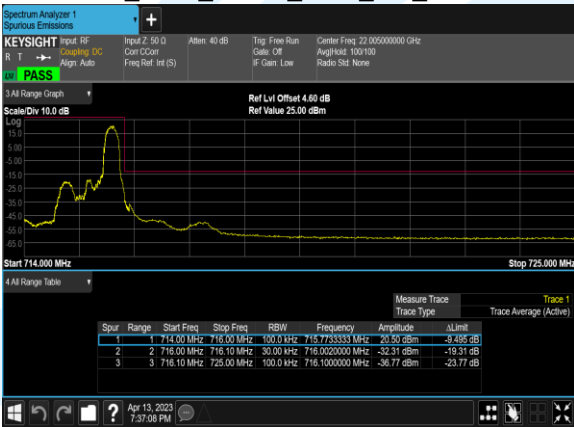 Spectrum Analyzer 1
Spurious Emissions
+
KEYSIGHT Input: RF Input Z: 50 Ω Atten: 40 dB Trig: Free Run Center Freq: 22.005000000 GHz
R T Coupling: DC Corr CCorr Gate: Off Avg|Hold: 100/100
Align: Auto Freq Ref: Int (S) IF Gain: Low Radio Std: None
LXI PASS
3 All Range Graph
Ref Lvl Offset 4.60 dB
Scale/Div 10.0 dB Ref Value 25.00 dBm
Log
15.0
5.00
-5.00
-15.0
-25.0
-35.0
-45.0
-55.0
-65.0
Start 714.000 MHz Stop 725.000 MHz
4 All Range Table
Measure Trace Trace 1
Trace Type Trace Average (Active)
Spur Range Start Freq Stop Freq RBW Frequency Amplitude ΔLimit
1 1 714.00 MHz 716.00 MHz 100.0 kHz 715.7733333 MHz 20.50 dBm -9.495 dB
2 2 716.00 MHz 716.10 MHz 30.00 kHz 716.0020000 MHz -32.31 dBm -19.31 dB
3 3 716.10 MHz 725.00 MHz 100.0 kHz 716.1000000 MHz -36.77 dBm -23.77 dB
? Apr 13, 2023
7:37:08 PM